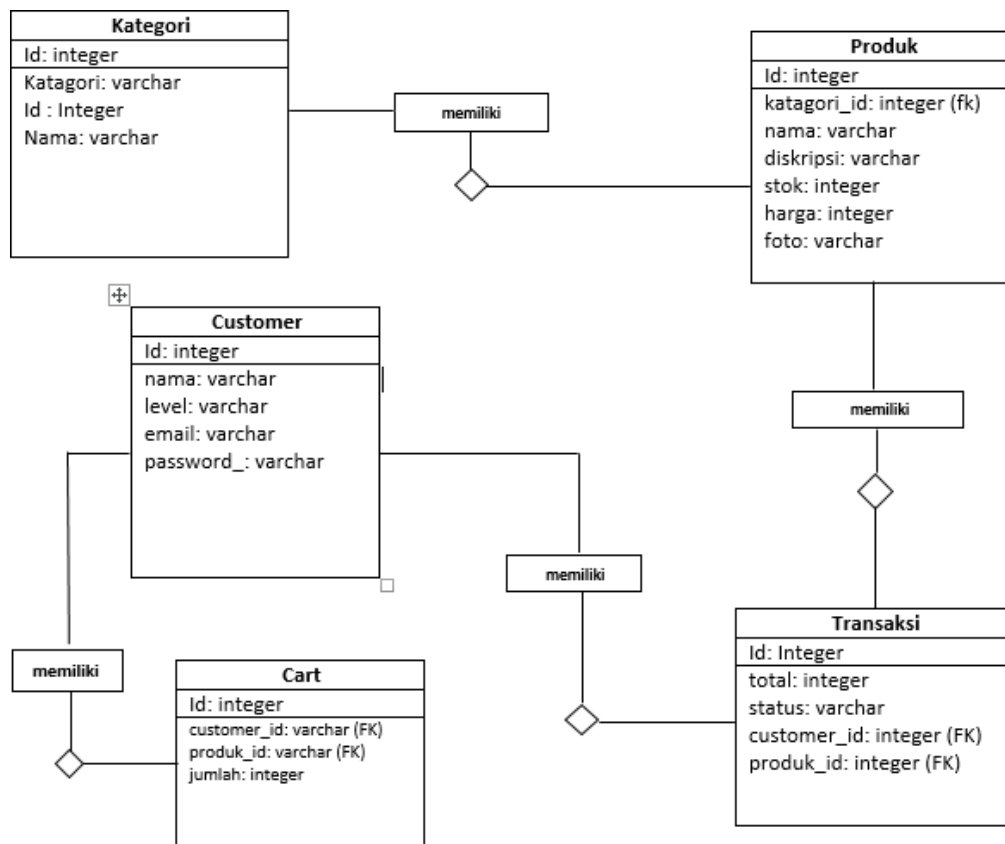 Kategori
Id: integer
Katagori: varchar
Id : Integer
Nama: varchar
memiliki
Produk
Id: integer
katagori_id: integer (fk)
nama: varchar
diskripsi: varchar
stok: integer
harga: integer
foto: varchar
Customer
Id: integer
nama: varchar
level: varchar
email: varchar
password_: varchar
memiliki
memiliki
memiliki
Cart
Id: integer
customer_id: varchar (FK)
produk_id: varchar (FK)
jumlah: integer
Transaksi
Id: Integer
total: integer
status: varchar
customer_id: integer (FK)
produk_id: integer (FK)